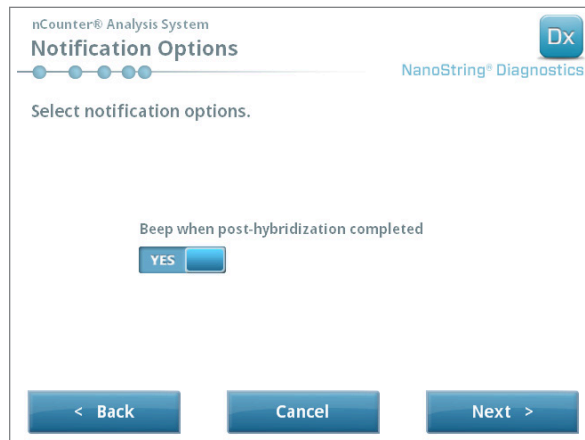 nCounter® Analysis System
Notification Options
Dx
NanoString® Diagnostics
Select notification options.
Beep when post-hybridization completed
YES
< Back
Cancel
Next >